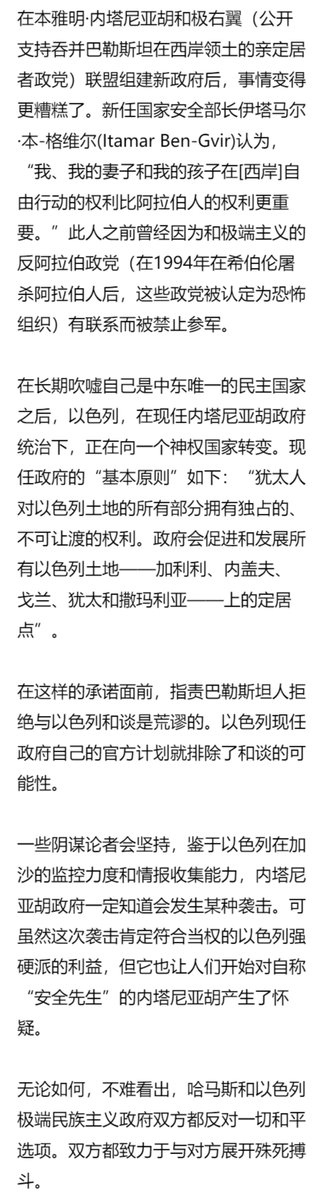 在本雅明·内塔尼亚胡和极右翼（公开
支持吞并巴勒斯坦在西岸领土的亲定居
者政党）联盟组建新政府后，事情变得
更糟糕了。新任国家安全部长伊塔马尔
·本-格维尔(Itamar Ben-Gvir)认为，
“我、我的妻子和我的孩子在[西岸]自
由行动的权利比阿拉伯人的权利更重
要。”此人之前曾经因为和极端主义的
反阿拉伯政党（在1994年在希伯伦屠
杀阿拉伯人后，这些政党被认定为恐怖
组织）有联系而被禁止参军。
在长期吹嘘自己是中东唯一的民主国家
之后，以色列，在现任内塔尼亚胡政府
统治下，正在向一个神权国家转变。现
任政府的“基本原则”如下：“犹太人
对以色列土地的所有部分拥有独占的、
不可让渡的权利。政府会促进和发展所
有以色列土地——加利利、内盖夫、
戈兰、犹太和撒玛利亚——上的定居
点”。
在这样的承诺面前，指责巴勒斯坦人拒
绝与以色列和谈是荒谬的。以色列现任
政府自己的官方计划就排除了和谈的可
能性。
一些阴谋论者会坚持，鉴于以色列在加
沙的监控力度和情报收集能力，内塔尼
亚胡政府一定知道会发生某种袭击。可
虽然这次袭击肯定符合当权的以色列强
硬派的利益，但它也让人们开始对自称
“安全先生”的内塔尼亚胡产生了怀
疑。
无论如何，不难看出，哈马斯和以色列
极端民族主义政府双方都反对一切和平
选项。双方都致力于与对方展开殊死搏
斗。